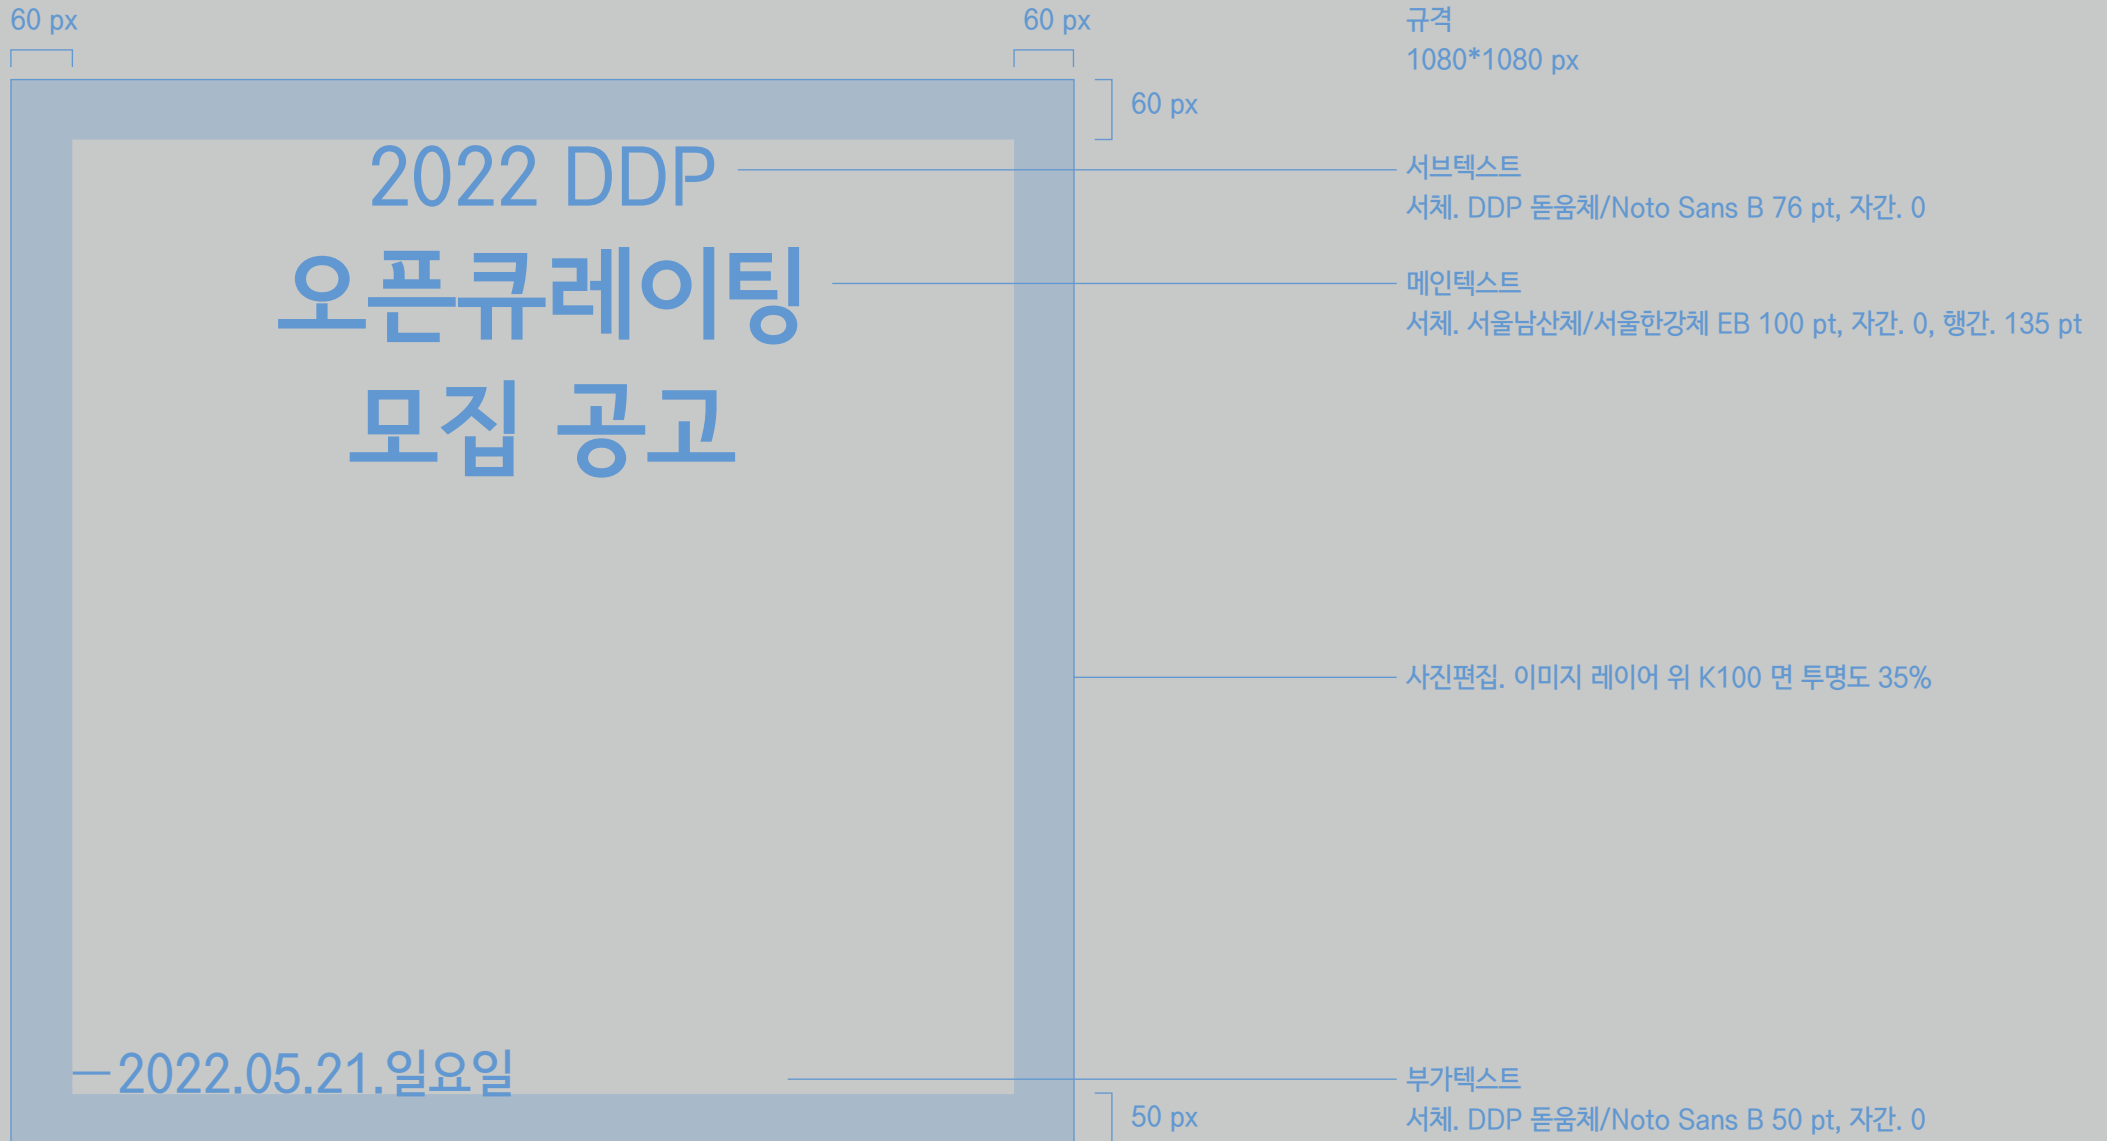 60 px
60 px
규격
1080*1080 px
60 px
2022 DDP
서브텍스트
서체. DDP 돋움체/Noto Sans B 76 pt, 자간. 0
오픈큐레이팅
메인텍스트
서체. 서울남산체/서울한강체 EB 100 pt, 자간. 0, 행간. 135 pt
모집 공고
사진편집. 이미지 레이어 위 K100 면 투명도 35%
—2022.05.21.일요일
부가텍스트
50 px
서체. DDP 돋움체/Noto Sans B 50 pt, 자간. 0